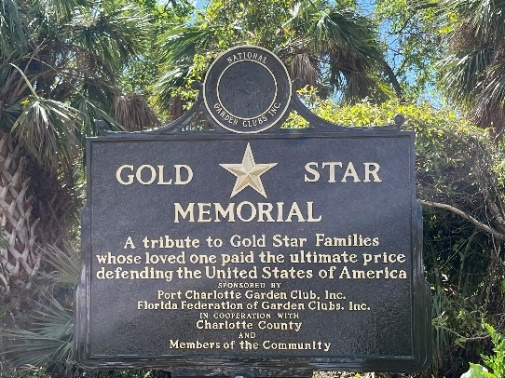 NATIONAL
GARDEN CLUBS INC
GOLD STAR
MEMORIAL
A tribute to Gold Star Families
whose loved one paid the ultimate price
defending the United States of America
SPONSORED BY
Port Charlotte Garden Club, Inc.
Florida Federation of Garden Clubs, Inc.
IN COOPERATION WITH
Charlotte County
AND
Members of the Community